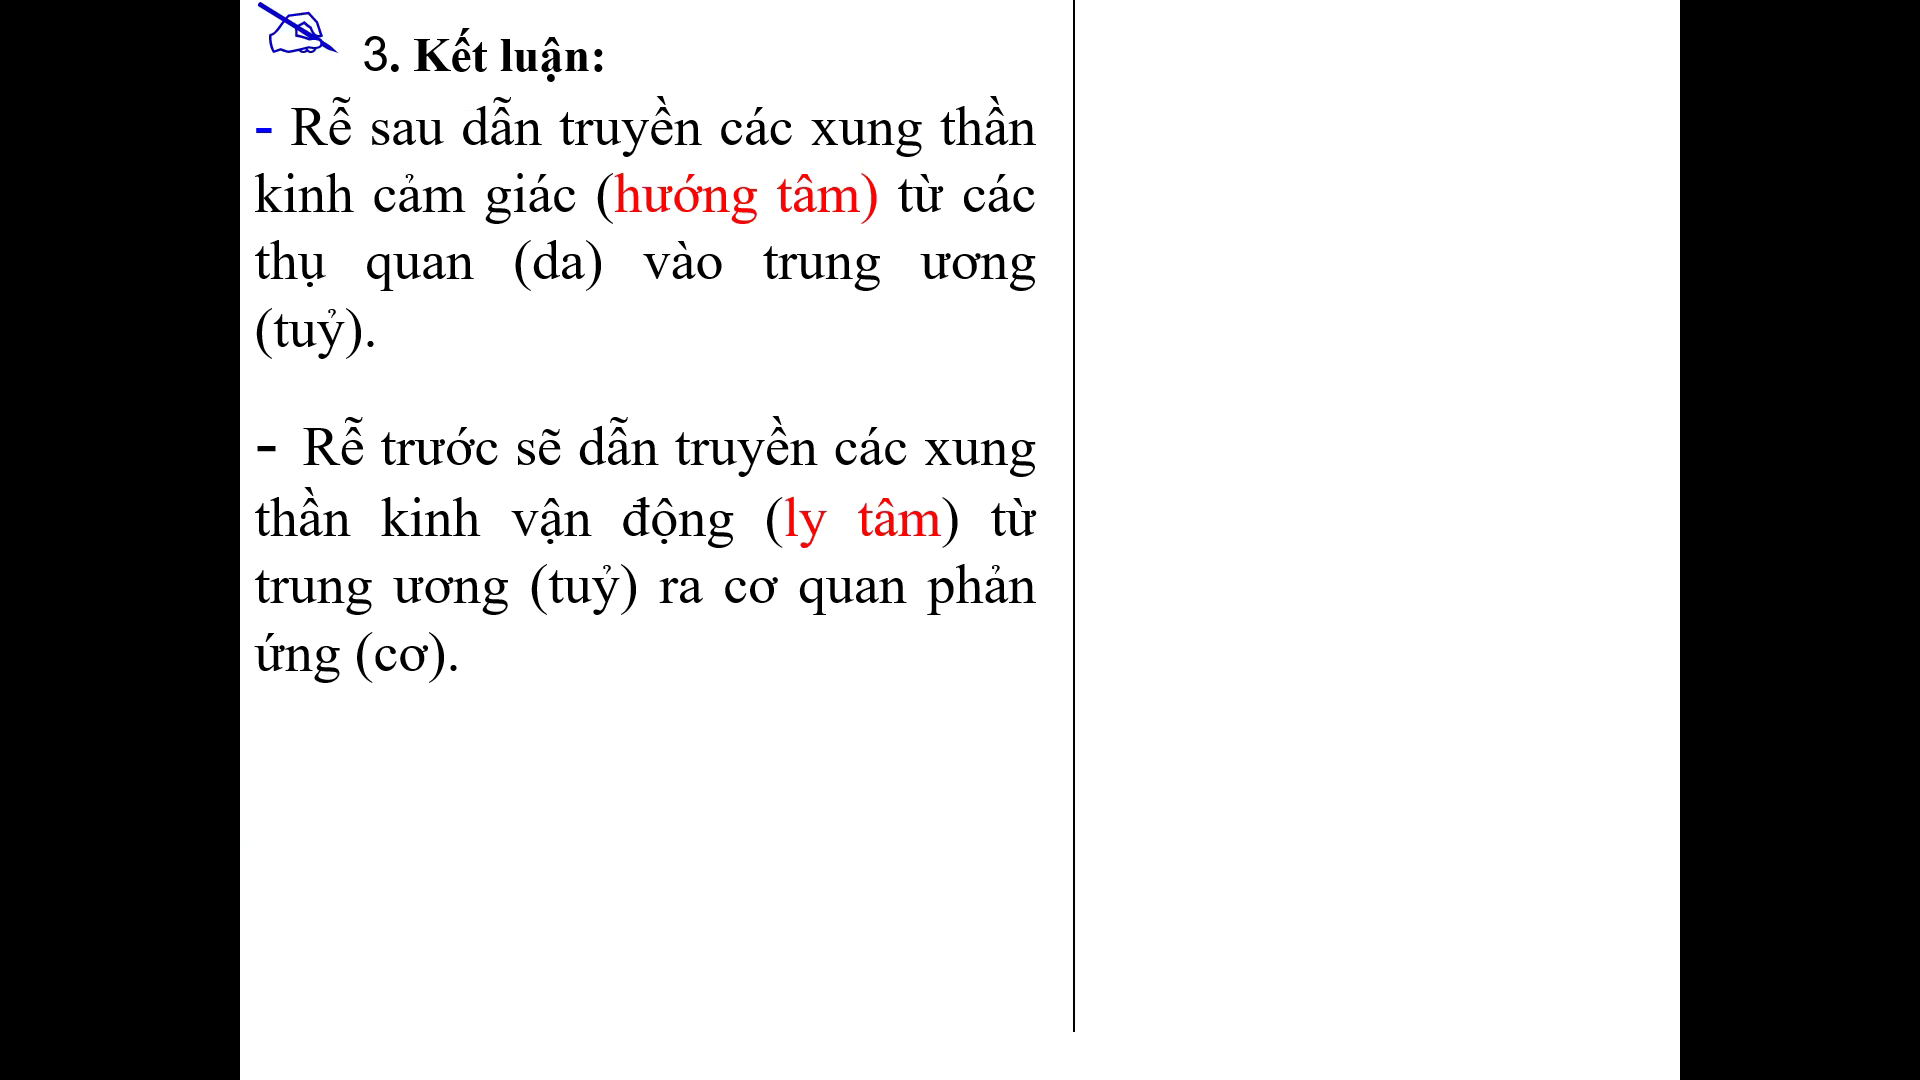 3. Kết luận:
- Rễ sau dẫn truyền các xung thần
kinh cảm giác (hướng tâm) từ các
thụ quan (da) vào trung ương
(tuỷ).
- Rễ trước sẽ dẫn truyền các xung
thần kinh vận động (ly tâm) từ
trung ương (tuỷ) ra cơ quan phản
ứng (cơ).